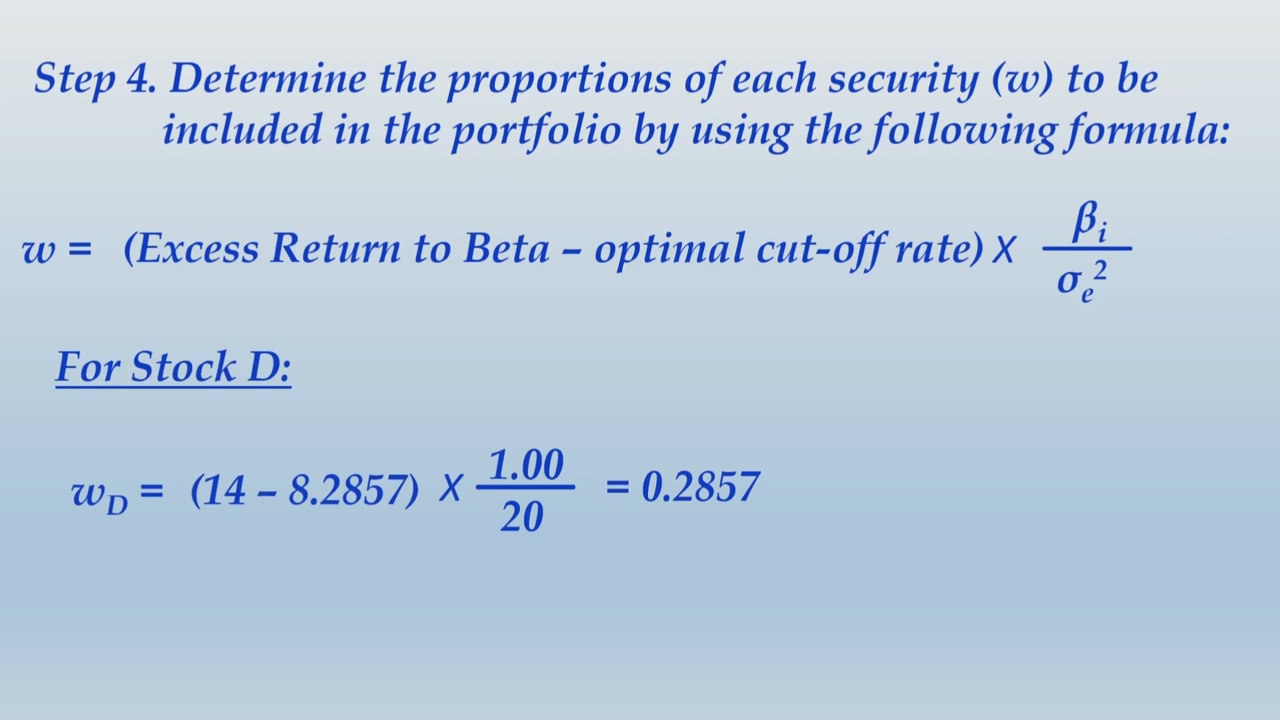 Step 4. Determine the proportions of each security (w) to be
included in the portfolio by using the following formula:
w = (Excess Return to Beta – optimal cut-off rate) X βi / σe²
For Stock D:
wD = (14 – 8.2857) X 1.00 / 20 = 0.2857